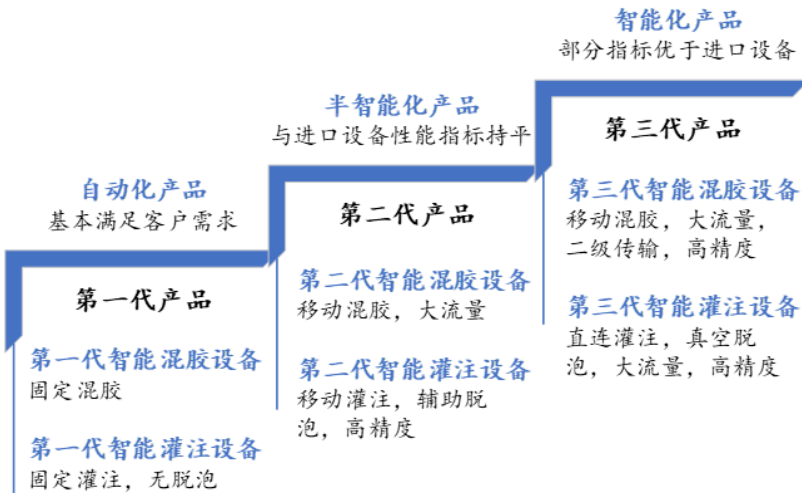 自动化产品
基本满足客户需求
第一代产品
第一代智能混胶设备
固定混胶
第一代智能灌注设备
固定灌注，无脱泡
半智能化产品
与进口设备性能指标持平
第二代产品
第二代智能混胶设备
移动混胶，大流量
第二代智能灌注设备
移动灌注，辅助脱
泡，高精度
智能化产品
部分指标优于进口设备
第三代产品
第三代智能混胶设备
移动混胶，大流量，
二级传输，高精度
第三代智能灌注设备
直连灌注，真空脱
泡，大流量，高精度